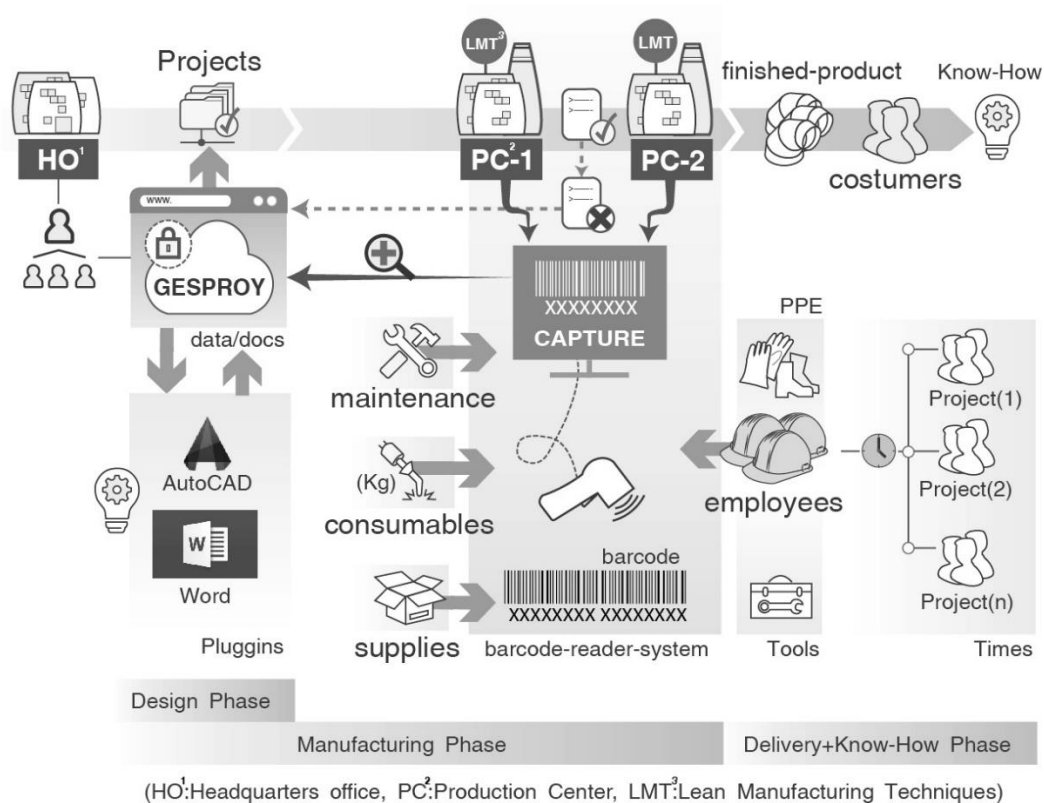 LMT³
LMT
Projects
finished-product
Know-How
HO¹
PC²-1
PC-2
costumers
www.
GESPROY
XXXXXXXX
CAPTURE
PPE
data/docs
maintenance
Project(1)
AutoCAD
(Kg)
consumables
employees
Project(2)
W
Word
barcode
XXXXXXXX XXXXXXXX
Project(n)
Pluggins
supplies
barcode-reader-system
Tools
Times
Design Phase
Manufacturing Phase
Delivery+Know-How Phase
(HO¹:Headquarters office, PC²:Production Center, LMT³:Lean Manufacturing Techniques)